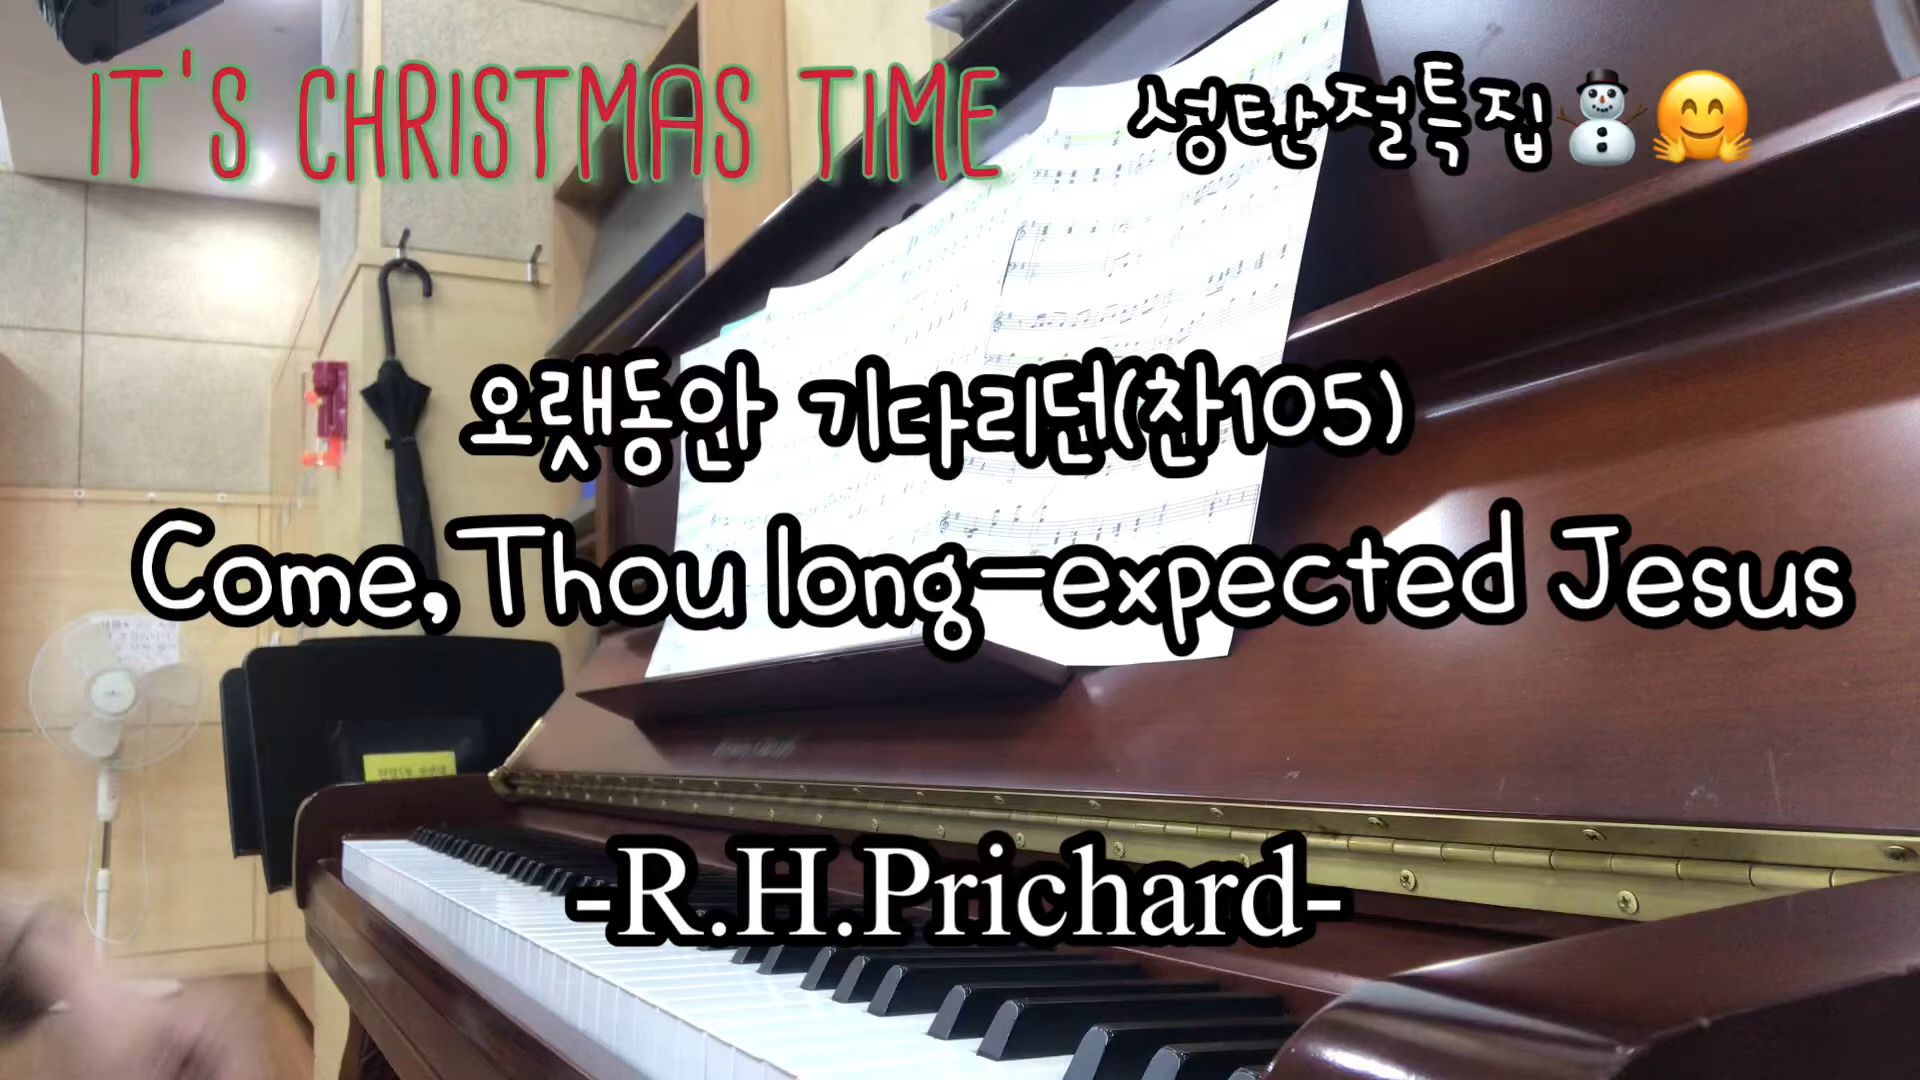 IT'S CHRISTMAS TIME 성탄절특집⛄🤗
오랫동안 기다리던(찬105)
Come, Thou long-expected Jesus
-R.H.Prichard-